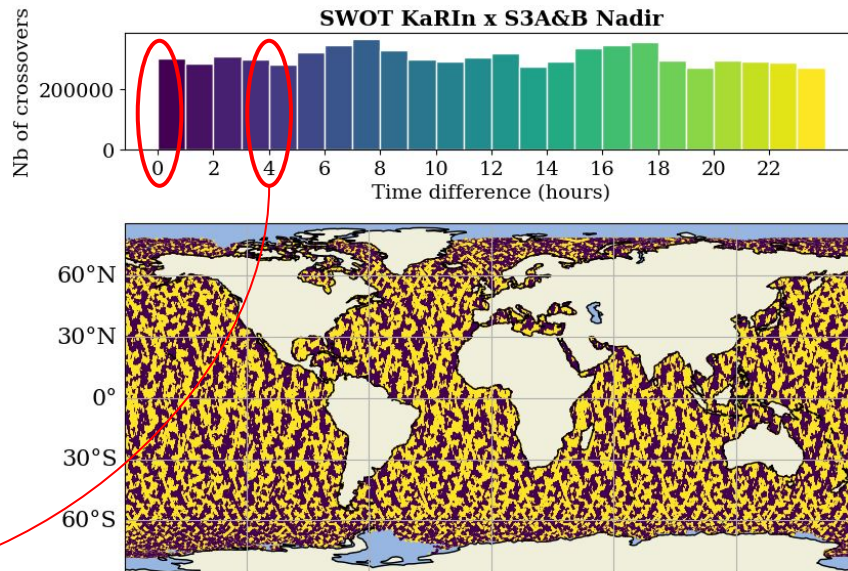 SWOT KaRIn x S3A&B Nadir
Nb of crossovers
200000
0
0 2 4 6 8 10 12 14 16 18 20 22
Time difference (hours)
60°N
30°N
0°
30°S
60°S